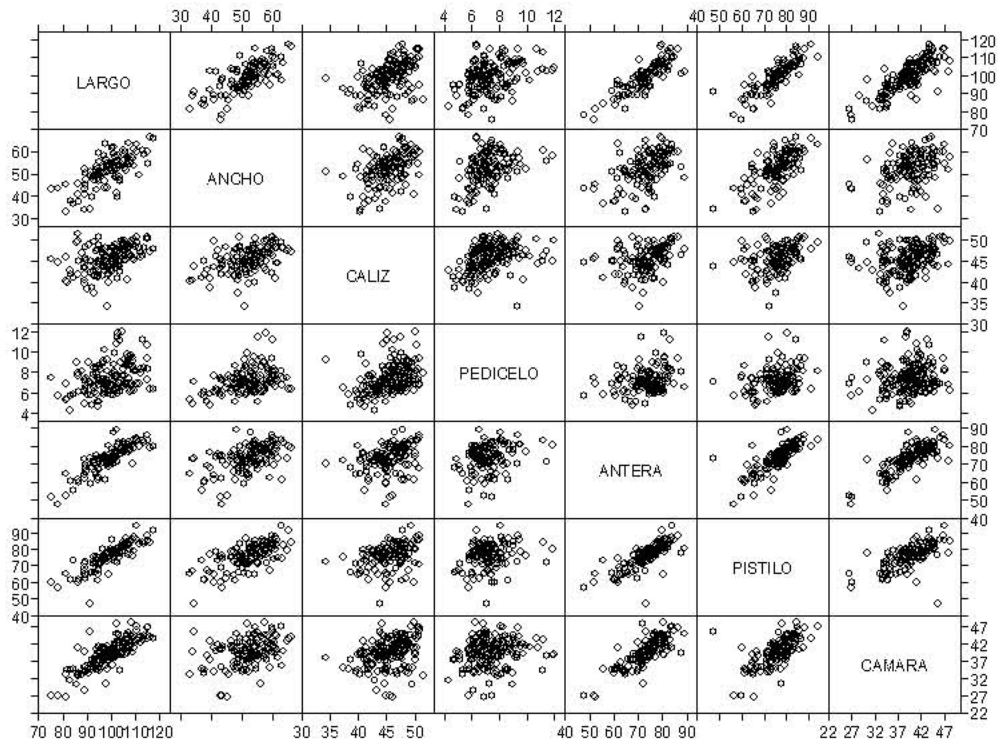 30 40 50 60 4 6 8 10 12 40 50 60 70 80 90
LARGO 120 110 100 90 80 70
60 50 40 30 ANCHO
CALIZ 50 45 40 35 30
12 10 8 6 4 PEDICELO
ANTERA 90 80 70 60 50 40
90 80 70 60 50 40 PISTILO
CAMARA 47 42 37 32 27 22
70 80 90 100 110 120 30 35 40 45 50 40 50 60 70 80 90 22 27 32 37 42 47